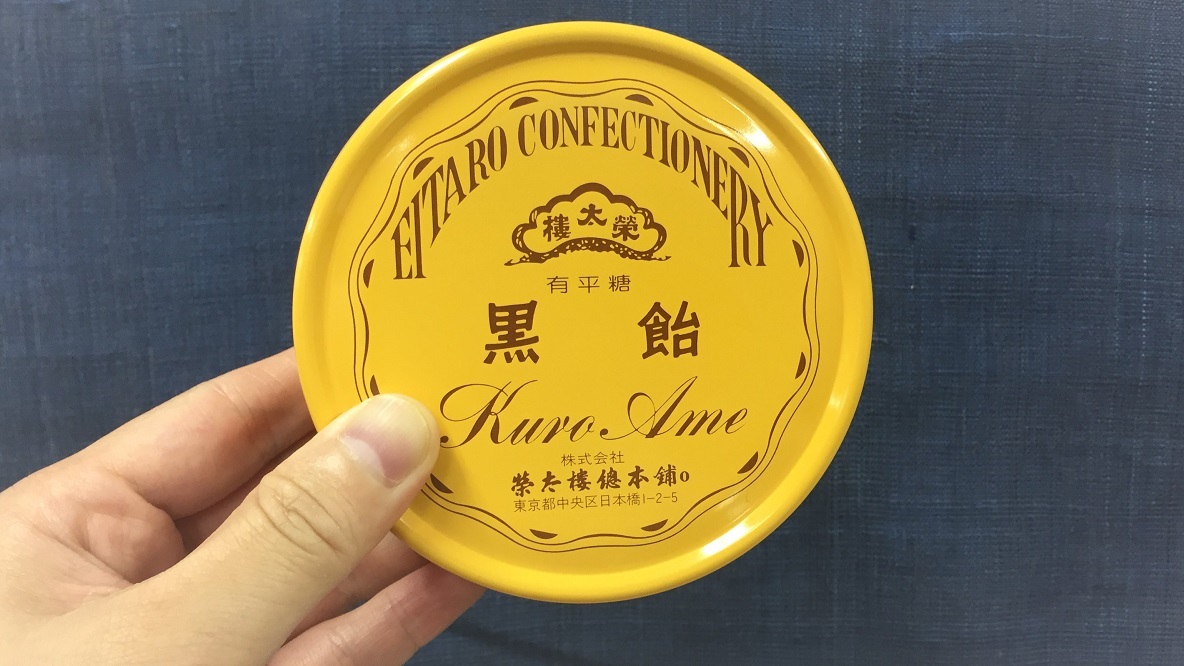 EITARO CONFECTIONERY
樓太榮
有平糖
黒 飴
Kuro Ame
株式会社
榮太樓總本鋪
東京都中央区日本橋1-2-5